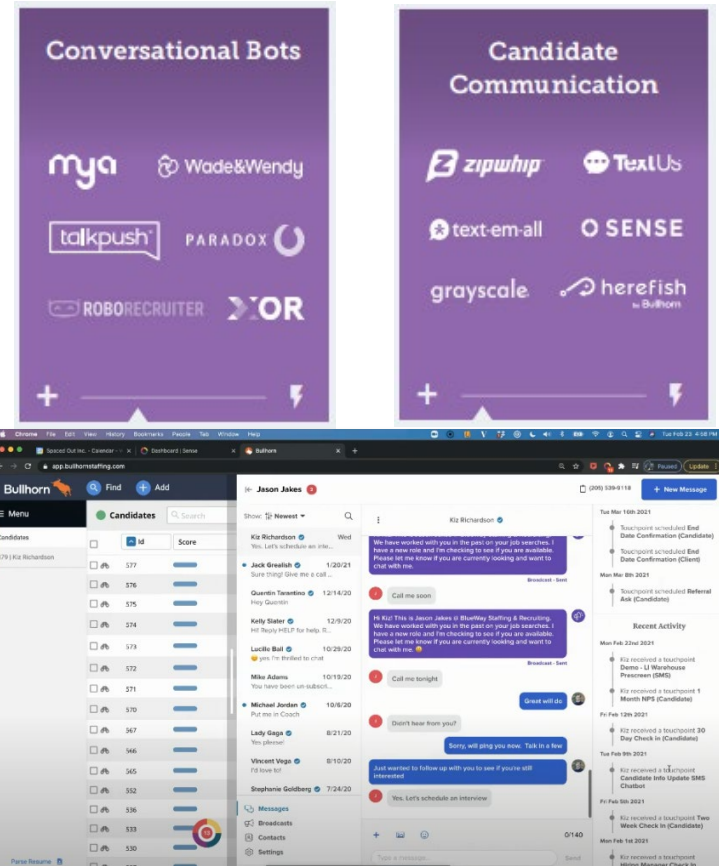 Conversational Bots
mya
Wade&Wendy
talkpush
PARADOX
ROBORECRUITER
XOR
Candidate
Communication
zipwhip
TextUs
text-em-all
SENSE
grayscale
herefish
by Bullhorn
Chrome File Edit View History Bookmarks People Tab Window Help
Tue Feb 23 4:58 PM
Spaced Out Inc. - Calendar -
Dashboard | Sense
Bullhorn
app.bullhornstaffing.com
Paused
Update
Bullhorn
Find
Add
Menu
Candidates
Search
Id
Score
579 | Kiz Richardson
577
576
575
574
573
572
571
570
567
566
565
552
536
533
530
Parse Resume
Jason Jakes
(205) 539-9118
+ New Message
Show: Newest
Kiz Richardson Wed
Yes, Let's schedule an inte...
Jack Grealish 1/20/21
Sure thing! Give me a call ...
Quentin Tarantino 12/14/20
Hey Quentin
Kelly Slater 12/9/20
Hi! Reply HELP for help. R...
Lucille Ball 10/29/20
yes I'm thrilled to chat
Mike Adams 10/19/20
You have been un-subscri...
Michael Jordan 10/6/20
Put me in Coach
Lady Gaga 8/21/20
Yes please!
Vincent Vega 8/10/20
I'd love to!
Stephanie Goldberg 7/24/20
Messages
Broadcasts
Contacts
Settings
Kiz Richardson
We have worked with you in the past on your job searches. I
have a new role and I'm checking to see if you are available.
Please let me know if you are currently looking and want to
chat with me.
Broadcast - Sent
Call me soon
Hi Kiz! This is Jason Jakes @ BlueWay Staffing & Recruiting.
We have worked with you in the past on your job searches. I
have a new role and I'm checking to see if you are available.
Please let me know if you are currently looking and want to
chat with me.
Broadcast - Sent
Call me tonight
Great will do
Didn't hear from you?
Sorry, will ping you now. Talk in a few
Just wanted to follow up with you to see if you're still
interested
Yes. Let's schedule an interview
0/140
Type a message...
Send
Tue Mar 16th 2021
Touchpoint scheduled End
Date Confirmation (Candidate)
Touchpoint scheduled End
Date Confirmation (Client)
Mon Mar 8th 2021
Touchpoint scheduled Referral
Ask (Candidate)
Recent Activity
Mon Feb 22nd 2021
Kiz received a touchpoint
Demo - LI Warehouse
Prescreen (SMS)
Kiz received a touchpoint 1
Month NPS (Candidate)
Fri Feb 12th 2021
Kiz received a touchpoint 30
Day Check in (Candidate)
Tue Feb 9th 2021
Kiz received a touchpoint
Candidate Info Update SMS
Chatbot
Fri Feb 5th 2021
Kiz received a touchpoint Two
Week Check in (Candidate)
Mon Feb 1st 2021
Kiz received a touchpoint
Hiring Manager Check In